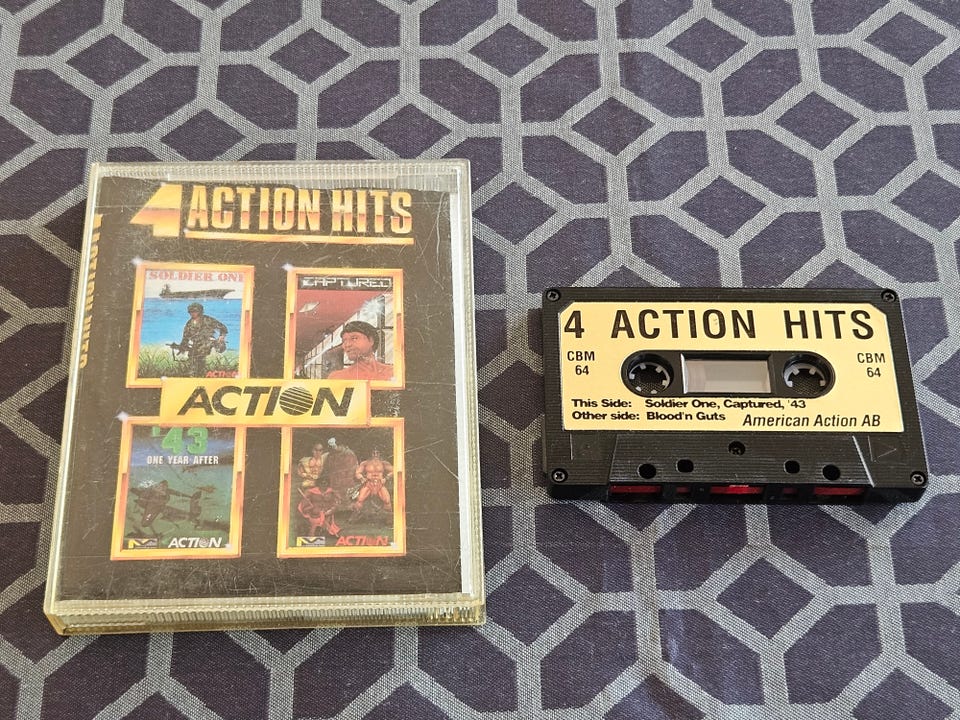 4 ACTION HITS
SOLDIER ONE
CAPTURED
ACTION
ACTION
'43
ONE YEAR AFTER
ACTION
ACTION
4 ACTION HITS
CBM
64
CBM
64
This Side: Soldier One, Captured, '43
Other side: Blood'n Guts
American Action AB